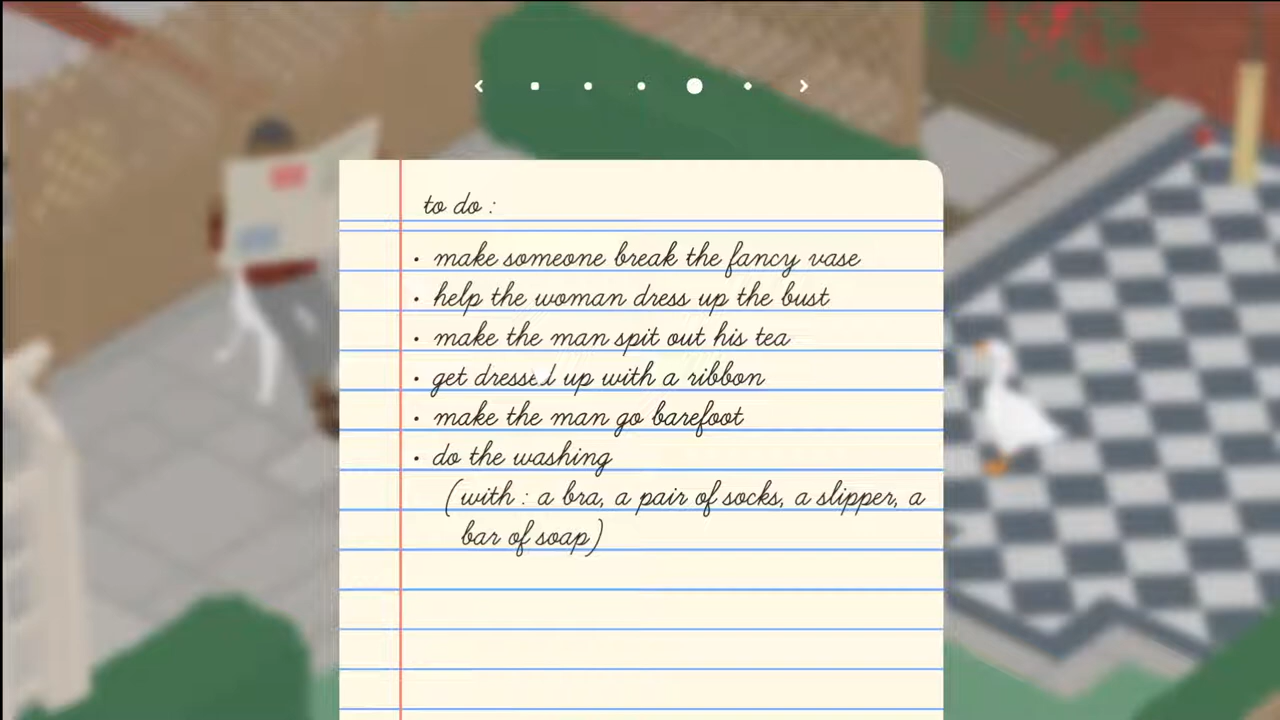 to do :
• make someone break the fancy vase
• help the woman dress up the bust
• make the man spit out his tea
• get dressed up with a ribbon
• make the man go barefoot
• do the washing
(with : a bra, a pair of socks, a slipper, a
bar of soap)